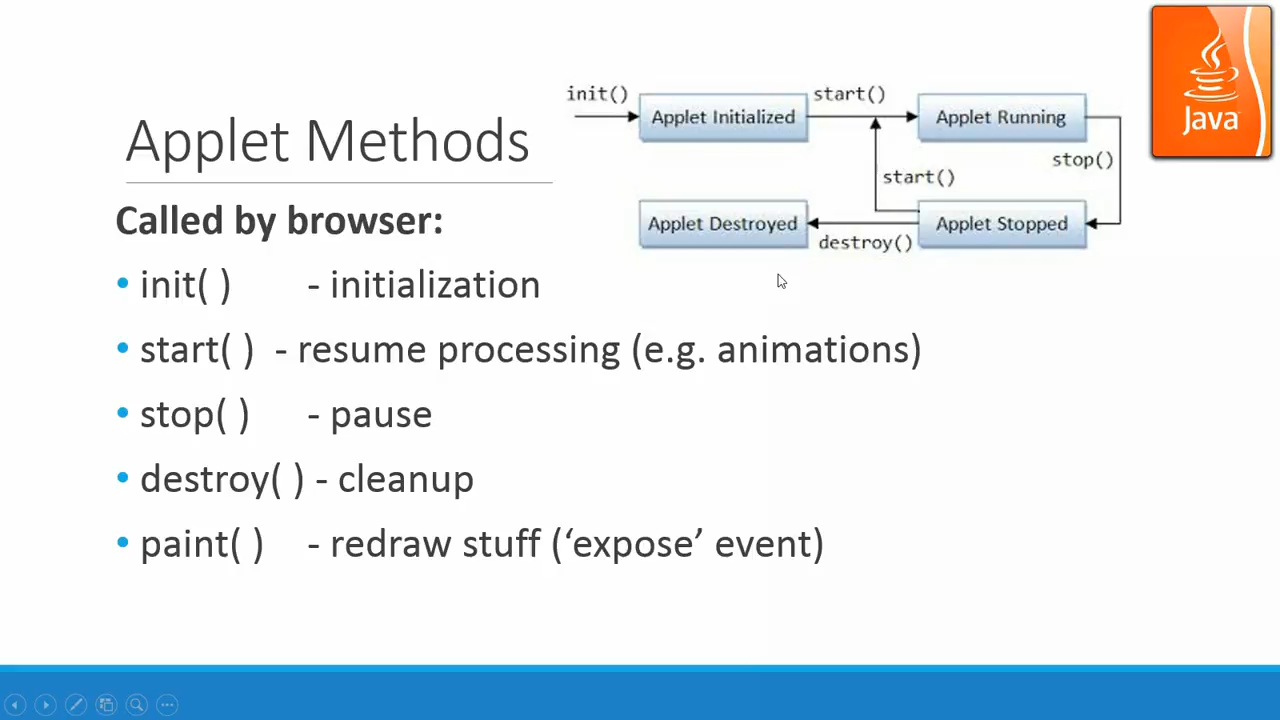 Applet Methods
init()
Applet Initialized
start()
Applet Running
stop()
start()
Applet Destroyed
destroy()
Applet Stopped
Java
Called by browser:
• init( ) - initialization
• start( ) - resume processing (e.g. animations)
• stop( ) - pause
• destroy( ) - cleanup
• paint( ) - redraw stuff (‘expose’ event)